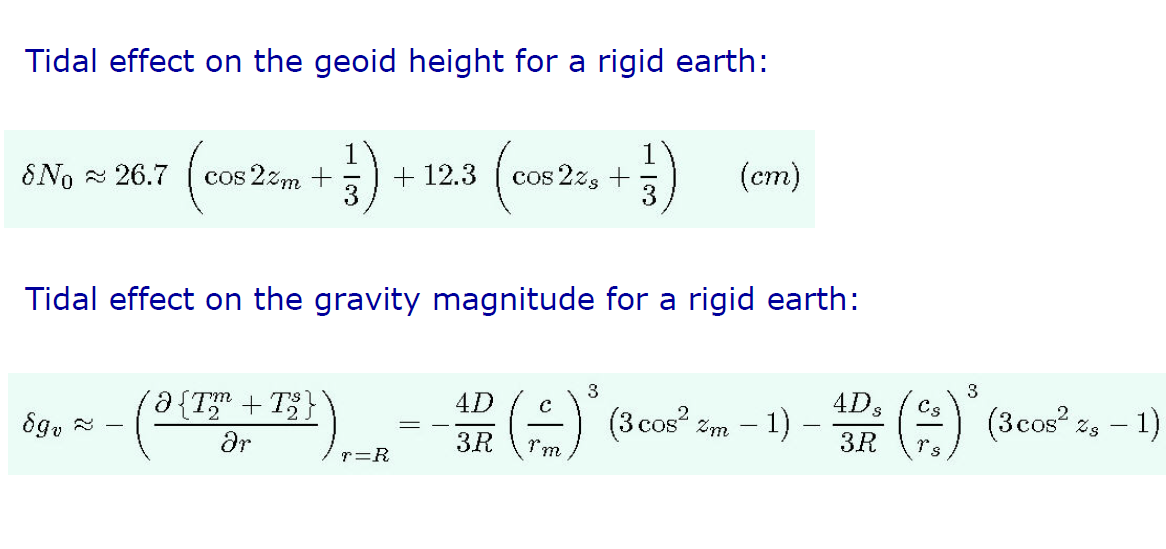 Tidal effect on the geoid height for a rigid earth:
δN₀ ≈ 26.7 (cos 2z_m + 1/3) + 12.3 (cos 2z_s + 1/3) (cm)
Tidal effect on the gravity magnitude for a rigid earth:
δg_v ≈ − (∂{T₂^m + T₂^s}/∂r)_{r=R} = − 4D/3R (c/r_m)³ (3 cos² z_m − 1) − 4D_s/3R (c_s/r_s)³ (3 cos² z_s − 1)